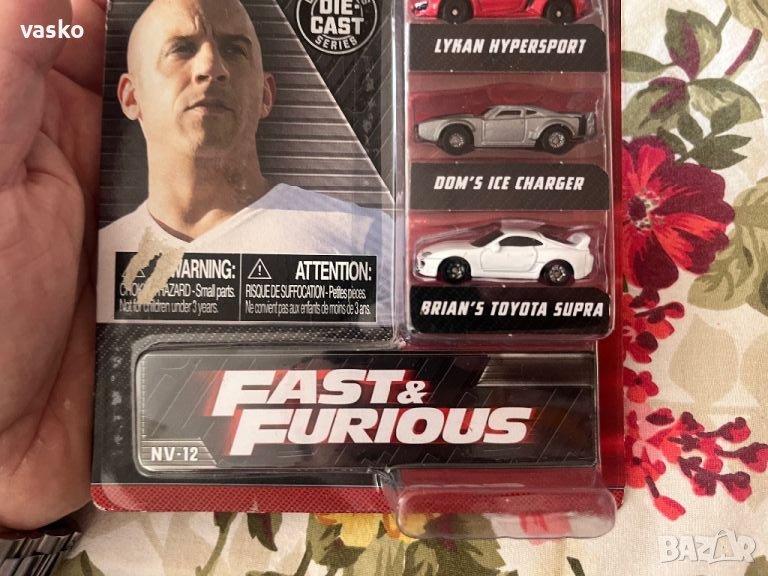 vasko
DIE-
CAST
SERIES
LYKAN HYPERSPORT
DOM'S ICE CHARGER
BRIAN'S TOYOTA SUPRA
WARNING:
HAZARD - Small parts.
Not for children under 3 years.
ATTENTION:
RISQUE DE SUFFOCATION - Petites pièces.
Ne convient pas aux enfants de moins de 3 ans.
FAST &
FURIOUS
NV-12
BAZAR